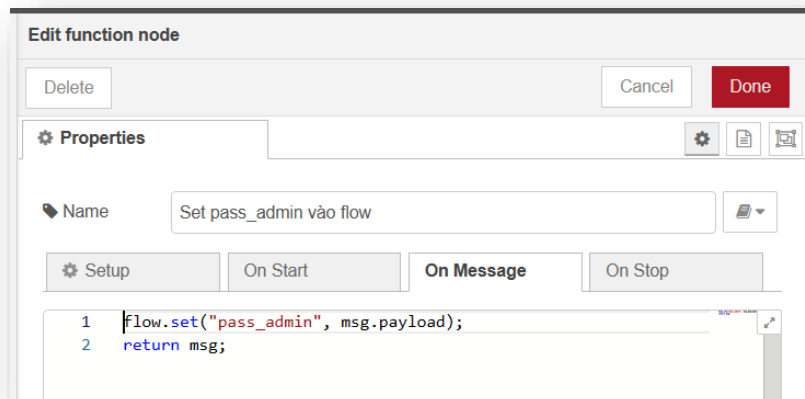 Edit function node
Delete
Cancel
Done
Properties
Name
Set pass_admin vào flow
Setup
On Start
On Message
On Stop
1 flow.set("pass_admin", msg.payload);
2 return msg;